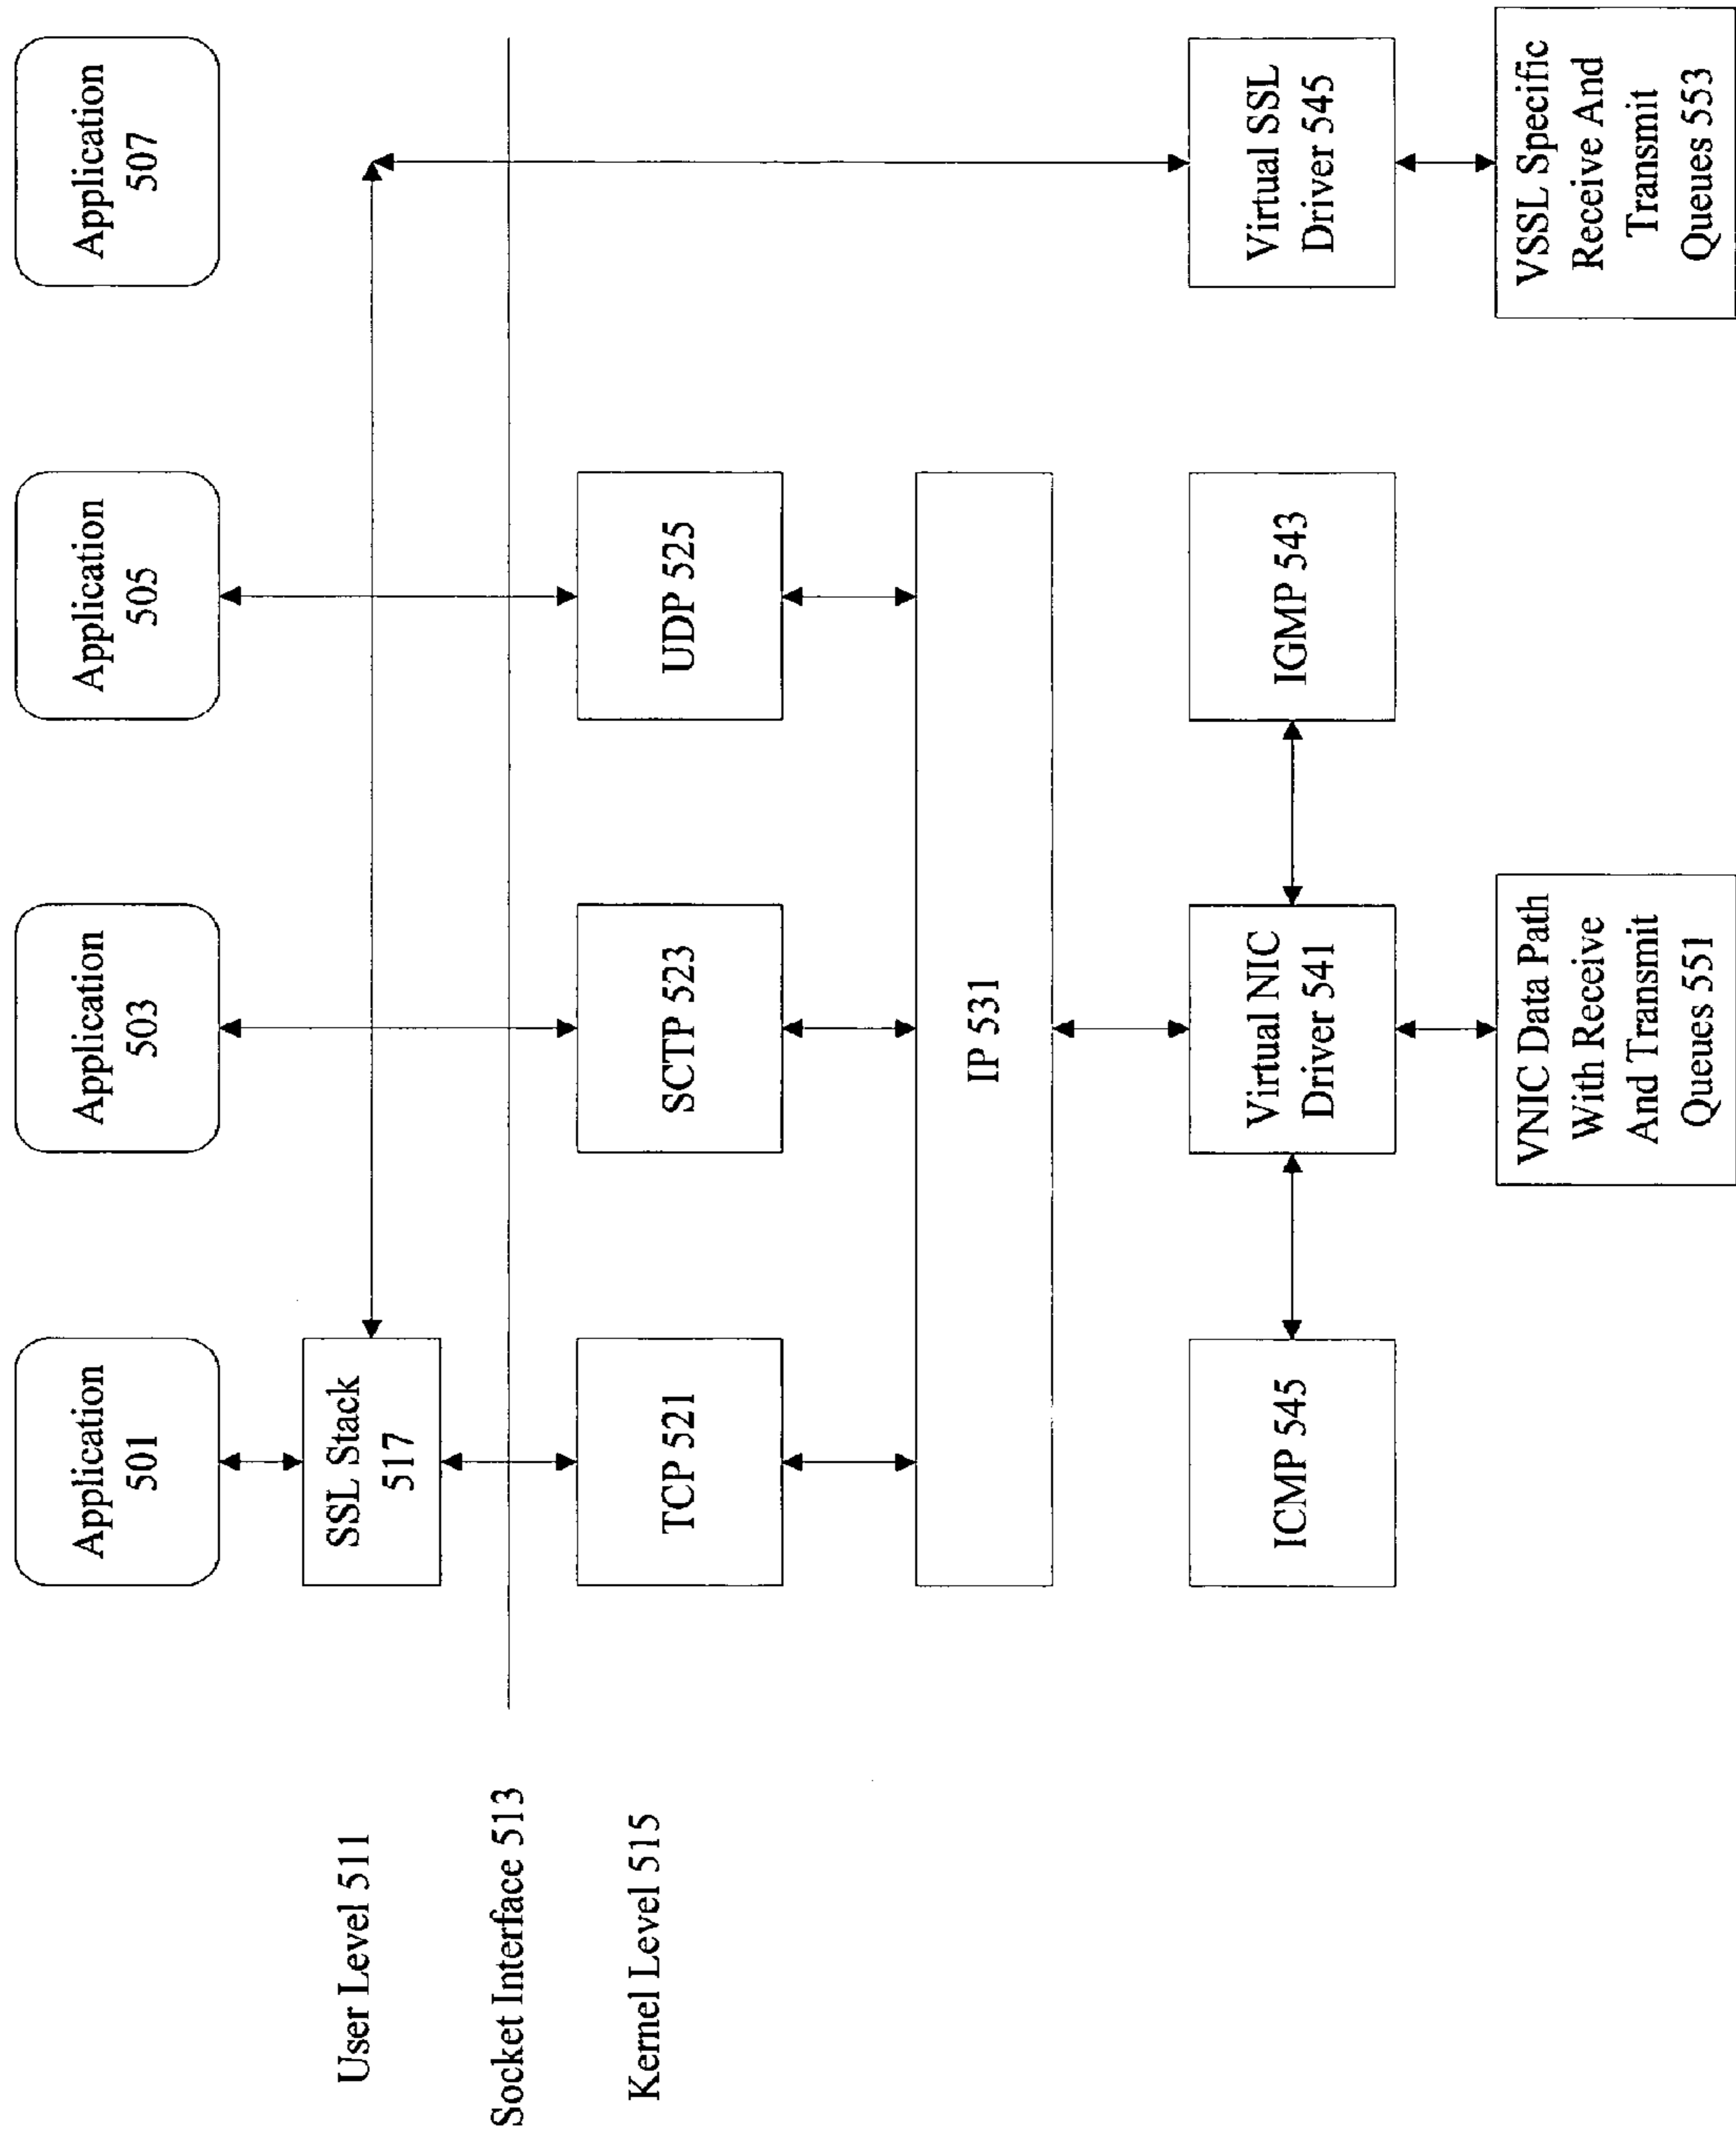 Application
501
Application
503
Application
505
Application
507
User Level 511
SSL Stack
517
Socket Interface 513
Kernel Level 515
TCP 521
SCTP 523
UDP 525
IP 531
ICMP 545
Virtual NIC
Driver 541
IGMP 543
Virtual SSL
Driver 545
VNIC Data Path
With Receive
And Transmit
Queues 551
VSSL Specific
Receive And
Transmit
Queues 553